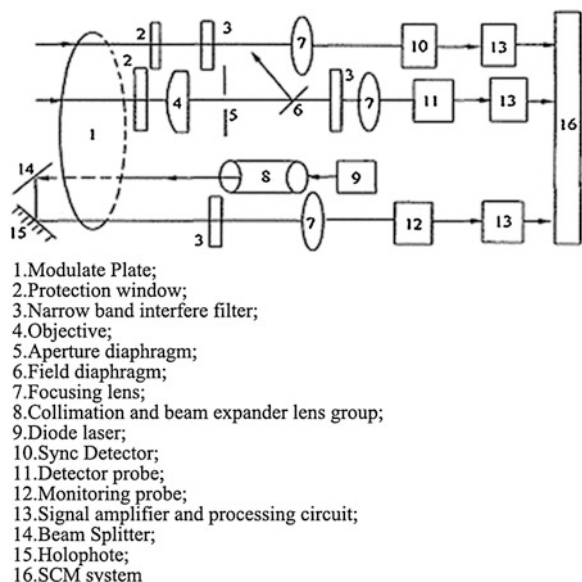 2
3
7
10
13
2
4
5
6
3
7
11
13
1
16
14
8
9
15
3
7
12
13
1.Modulate Plate;
2.Protection window;
3.Narrow band interfere filter;
4.Objective;
5.Aperture diaphragm;
6.Field diaphragm;
7.Focusing lens;
8.Collimation and beam expander lens group;
9.Diode laser;
10.Sync Detector;
11.Detector probe;
12.Monitoring probe;
13.Signal amplifier and processing circuit;
14.Beam Splitter;
15.Holophote;
16.SCM system